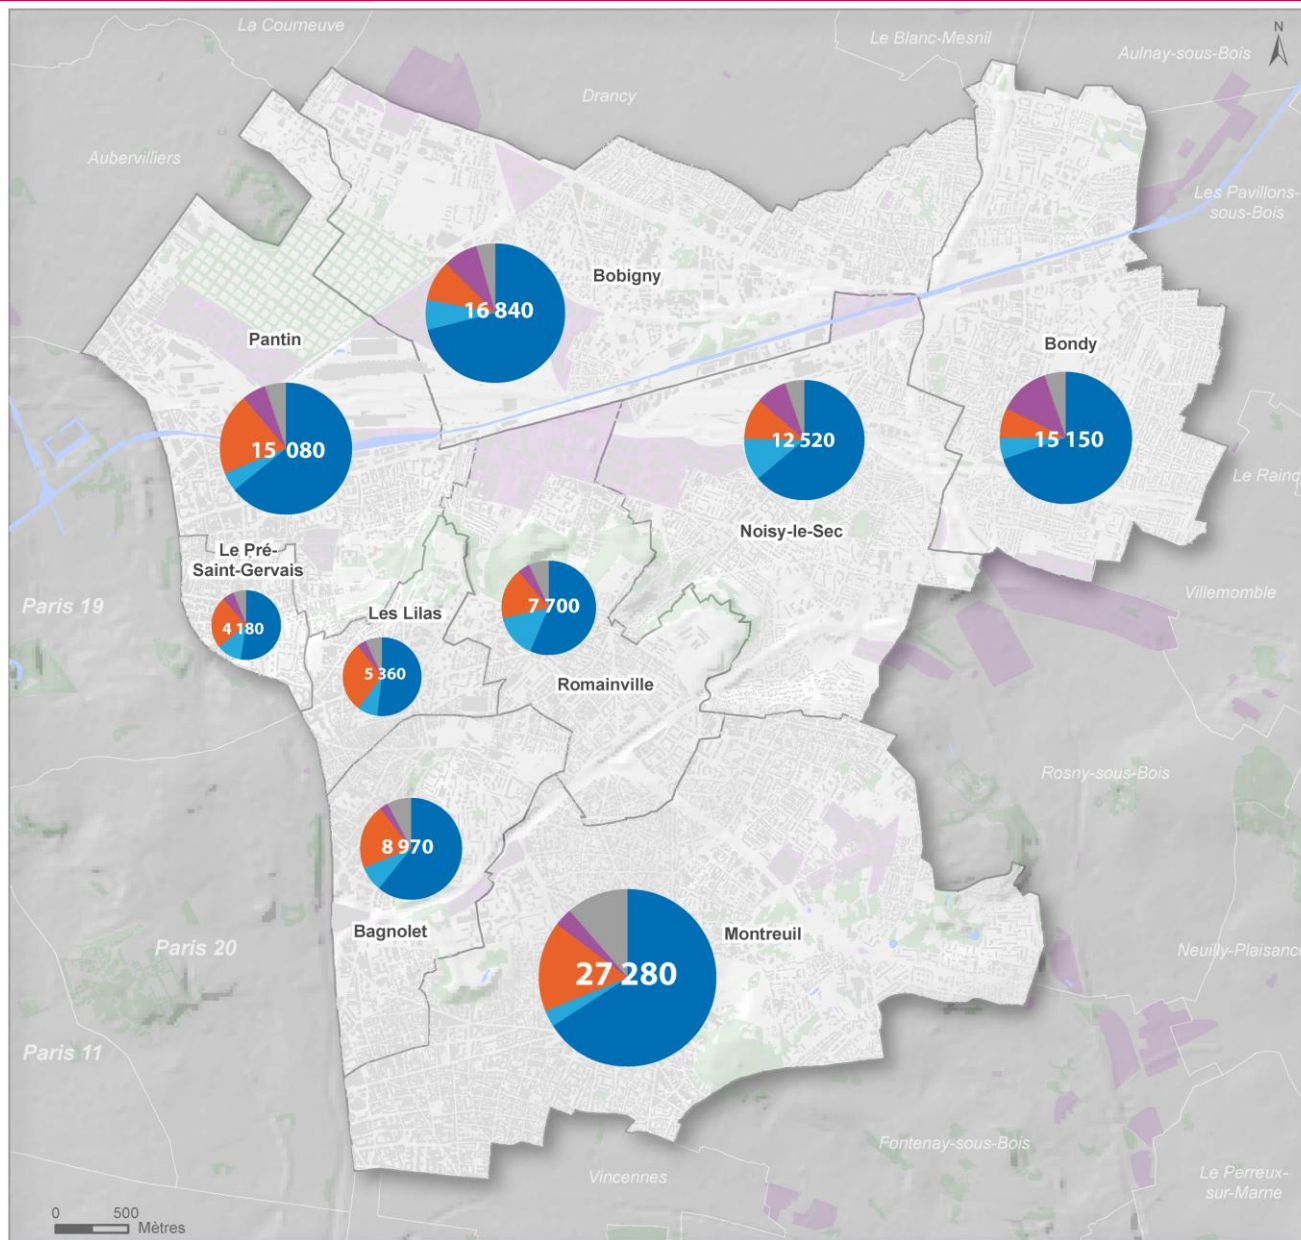 La Courneuve
Le Blanc-Mesnil
N
Aulnay-sous-Bois
Drancy
Aubervilliers
Les Pavillons-
sous-Bois
Bobigny
16 840
Pantin
Bondy
15 080
12 520
15 150
Le Raincy
Noisy-le-Sec
Le Pré-
Saint-Gervais
Villemomble
Paris 19
Les Lilas
7 700
4 180
5 360
Romainville
Rosny-sous-Bois
8 970
Bagnolet
Montreuil
Paris 20
Neuilly-Plaisance
27 280
Paris 11
Fontenay-sous-Bois
Vincennes
Le Perreux-
sur-Marne
0 500
Mètres